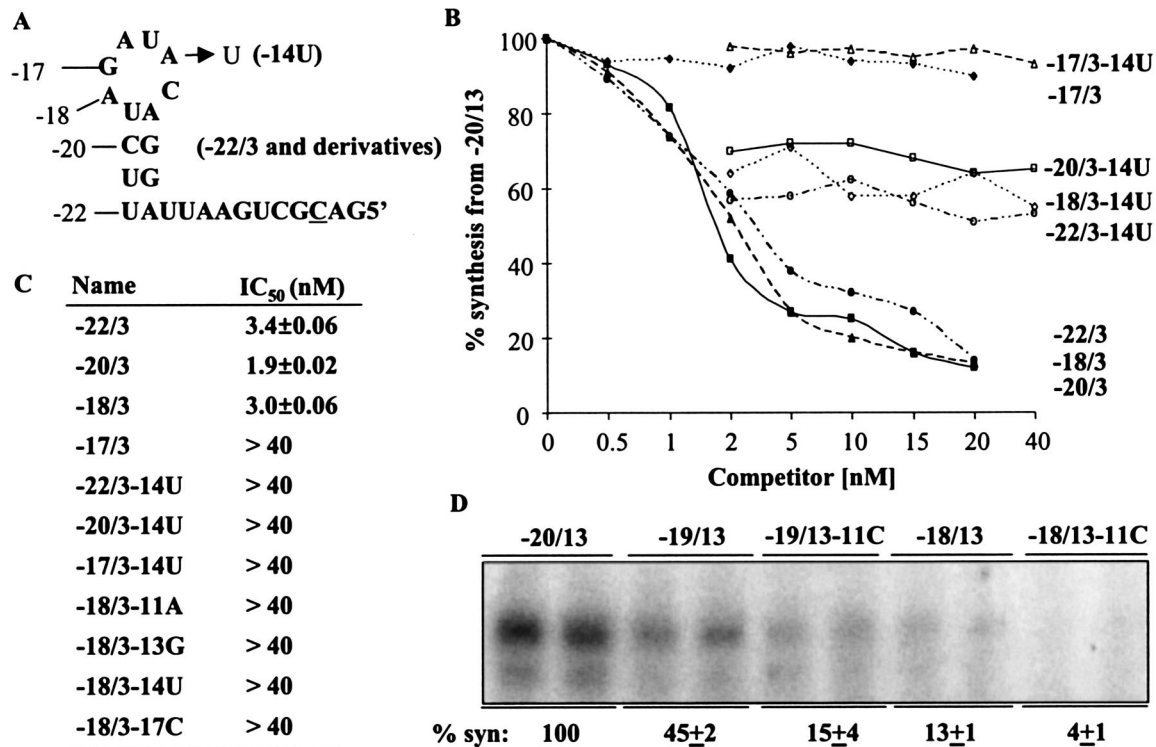 A
A U
-17 G A U (-14U)
-18 A C
UA
-20 CG (-22/3 and derivatives)
UG
-22 UAUUAAGUCGCAG5'
B
% synthesis from -20/13
100
80
60
40
20
0
0 0.5 1 2 5 10 15 20 40
Competitor [nM]
-17/3-14U
-17/3
-20/3-14U
-18/3-14U
-22/3-14U
-22/3
-18/3
-20/3
C
Name IC50 (nM)
-22/3 3.4±0.06
-20/3 1.9±0.02
-18/3 3.0±0.06
-17/3 > 40
-22/3-14U > 40
-20/3-14U > 40
-17/3-14U > 40
-18/3-11A > 40
-18/3-13G > 40
-18/3-14U > 40
-18/3-17C > 40
D
-20/13 -19/13 -19/13-11C -18/13 -18/13-11C
% syn: 100 45±2 15±4 13±1 4±1